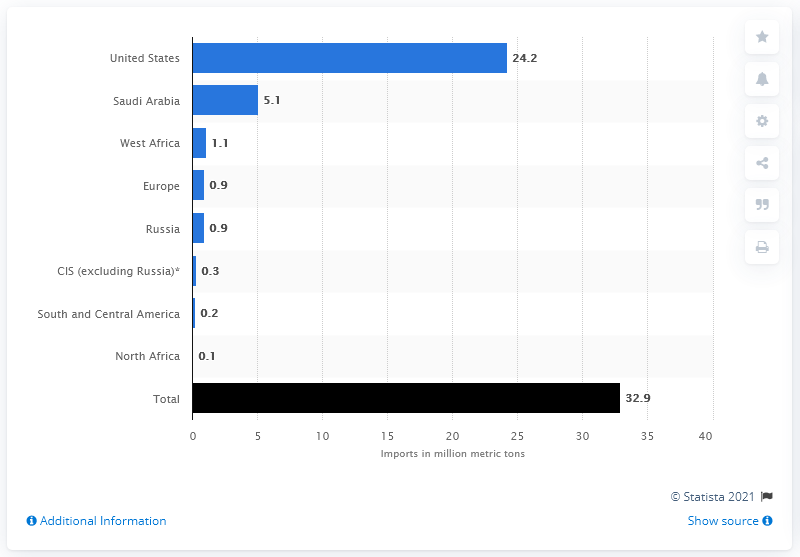 United States 24.2
Saudi Arabia 5.1
West Africa 1.1
Europe 0.9
Russia 0.9
CIS (excluding Russia)* 0.3
South and Central America 0.2
North Africa 0.1
Total 32.9
0 5 10 15 20 25 30 35 40
Imports in million metric tons
© Statista 2021
Additional Information Show source